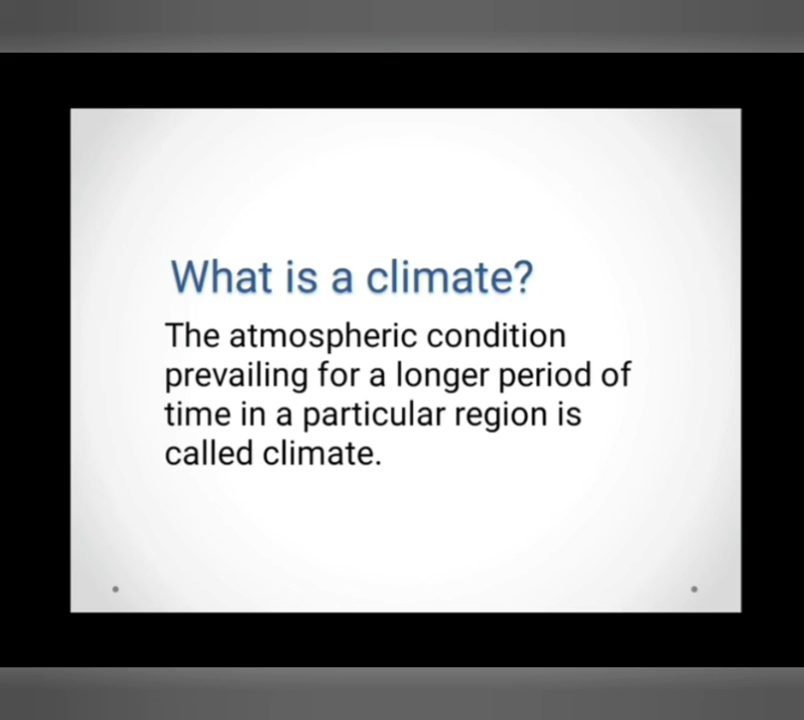 What is a climate?
The atmospheric condition
prevailing for a longer period of
time in a particular region is
called climate.